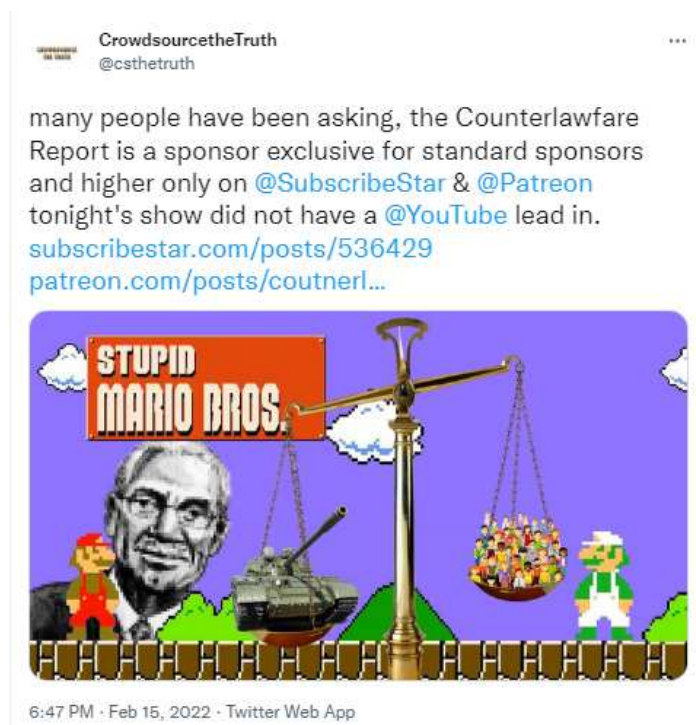 CrowdsourcetheTruth
@csthetruth
many people have been asking, the Counterlawfare
Report is a sponsor exclusive for standard sponsors
and higher only on @SubscribeStar & @Patreon
tonight's show did not have a @YouTube lead in.
subscribestar.com/posts/536429
patreon.com/posts/coutnerl...
STUPID
MARIO BROS.
6:47 PM · Feb 15, 2022 · Twitter Web App